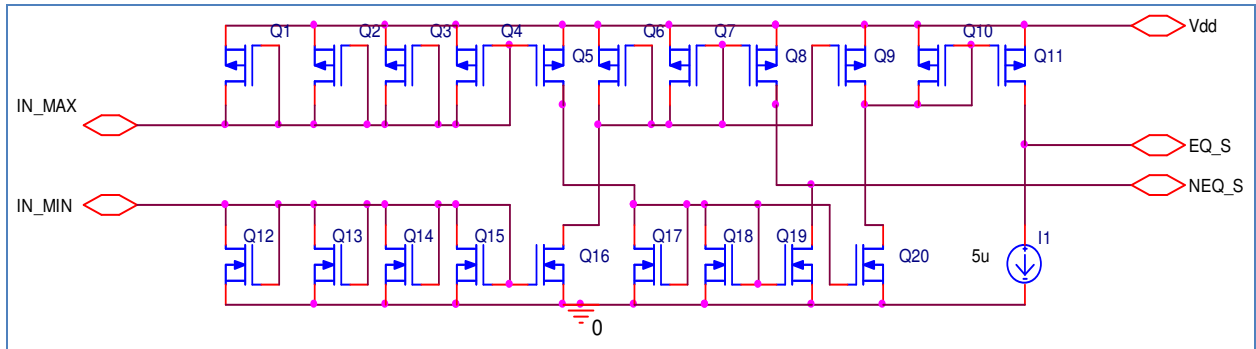 Q1 Q2 Q3 Q4 Q6 Q7 Q10 Vdd
Q5 Q8 Q9 Q11
IN_MAX
EQ_S
NEQ_S
IN_MIN
Q12 Q13 Q14 Q15 Q16 Q17 Q18 Q19 Q20 5u I1
0